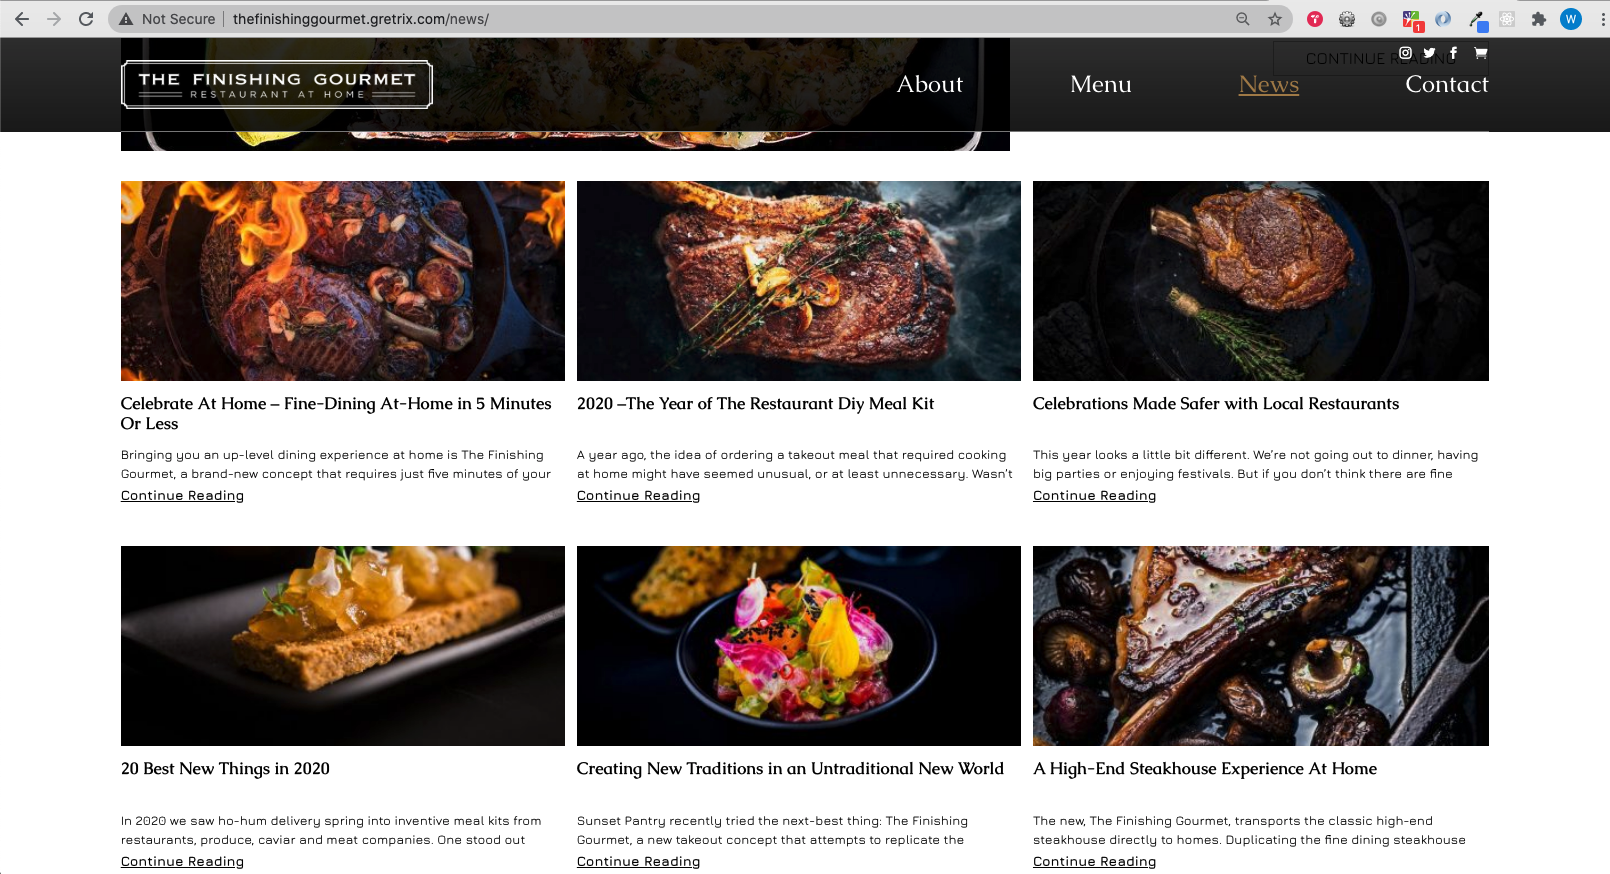 Not Secure | thefinishinggourmet.gretrix.com/news/
1
W
CONTINUE READING
THE FINISHING GOURMET
RESTAURANT AT HOME
About Menu News Contact
Celebrate At Home – Fine-Dining At-Home in 5 Minutes
Or Less
Bringing you an up-level dining experience at home is The Finishing
Gourmet, a brand-new concept that requires just five minutes of your
Continue Reading
2020 –The Year of The Restaurant Diy Meal Kit
A year ago, the idea of ordering a takeout meal that required cooking
at home might have seemed unusual, or at least unnecessary. Wasn't
Continue Reading
Celebrations Made Safer with Local Restaurants
This year looks a little bit different. We're not going out to dinner, having
big parties or enjoying festivals. But if you don't think there are fine
Continue Reading
20 Best New Things in 2020
In 2020 we saw ho-hum delivery spring into inventive meal kits from
restaurants, produce, caviar and meat companies. One stood out
Continue Reading
Creating New Traditions in an Untraditional New World
Sunset Pantry recently tried the next-best thing: The Finishing
Gourmet, a new takeout concept that attempts to replicate the
Continue Reading
A High-End Steakhouse Experience At Home
The new, The Finishing Gourmet, transports the classic high-end
steakhouse directly to homes. Duplicating the fine dining steakhouse
Continue Reading